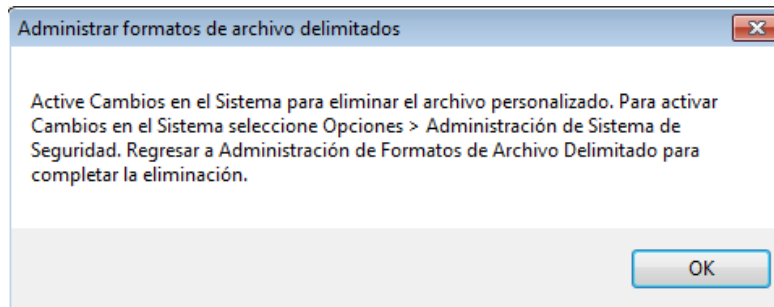 Administrar formatos de archivo delimitados
Active Cambios en el Sistema para eliminar el archivo personalizado. Para activar
Cambios en el Sistema seleccione Opciones > Administración de Sistema de
Seguridad. Regresar a Administración de Formatos de Archivo Delimitado para
completar la eliminación.
OK